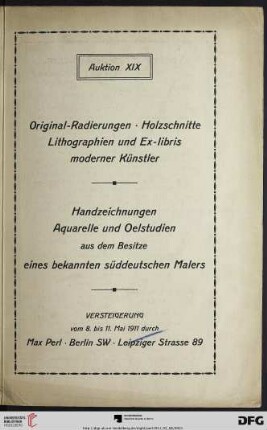 Auktion XIX
Original-Radierungen · Holzschnitte
Lithographien und Ex-libris
moderner Künstler
Handzeichnungen
Aquarelle und Oelstudien
aus dem Besitze
eines bekannten süddeutschen Malers
VERSTEIGERUNG
vom 8. bis 11. Mai 1911 durch
Max Perl · Berlin SW · Leipziger Strasse 89
DFG